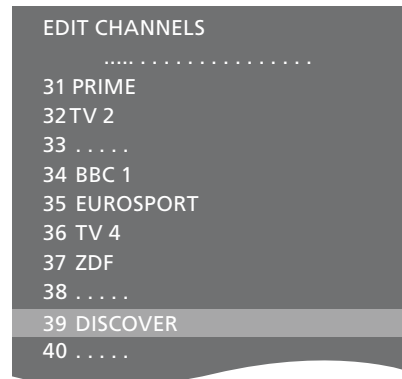 EDIT CHANNELS
..... . . . . . . . . . . . . . . .
31 PRIME
32 TV 2
33 . . . . .
34 BBC 1
35 EUROSPORT
36 TV 4
37 ZDF
38 . . . . .
39 DISCOVER
40 . . . . .